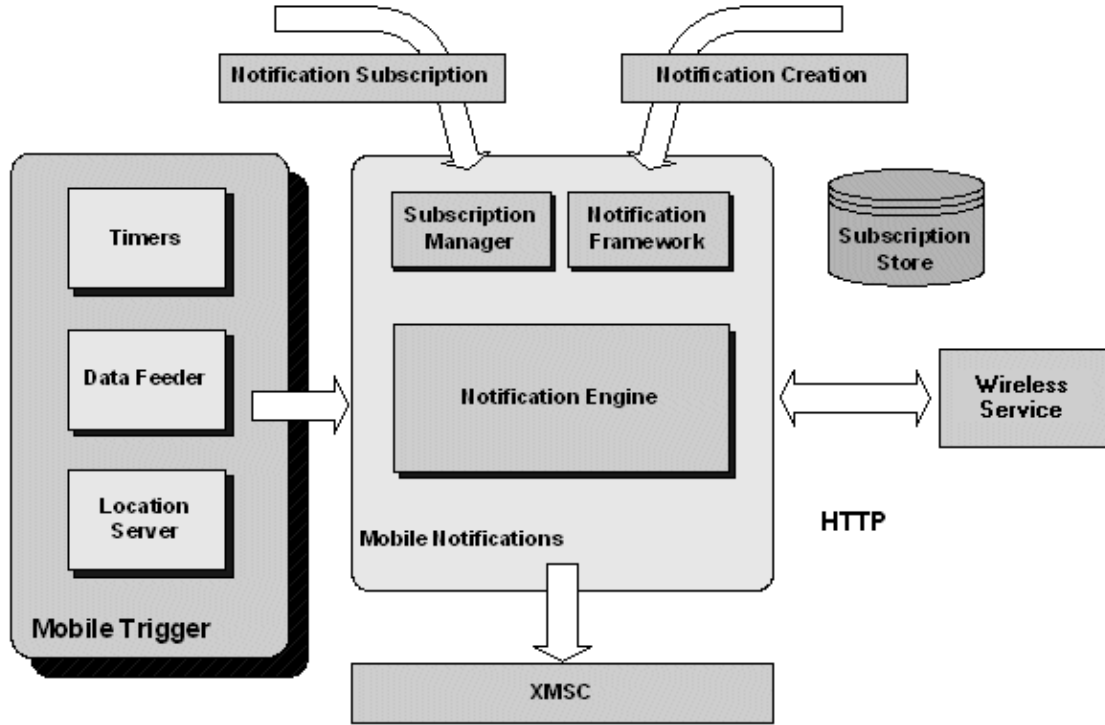 Notification Subscription
Notification Creation
Timers
Data Feeder
Location
Server
Mobile Trigger
Subscription
Manager
Notification
Framework
Notification Engine
Mobile Notifications
Subscription
Store
Wireless
Service
HTTP
XMSC